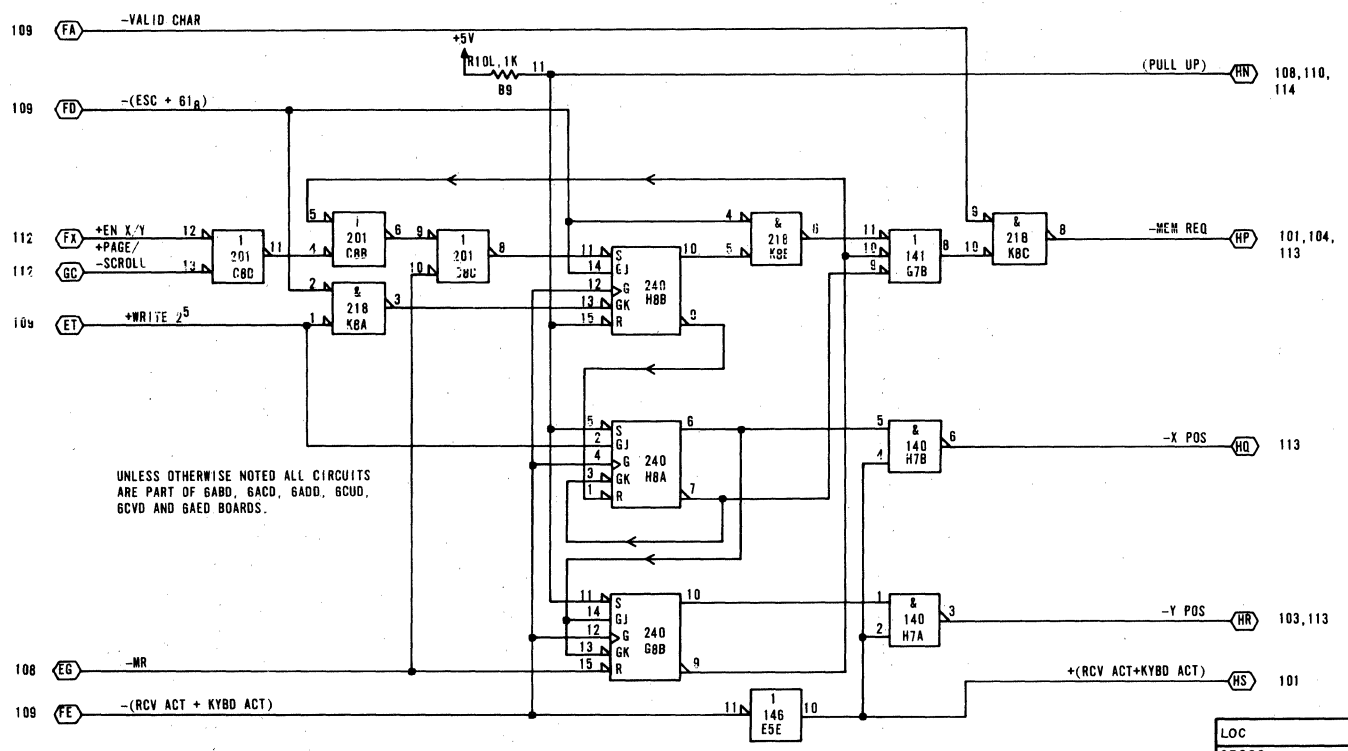 109 FA -VALID CHAR
+5V
R10L,1K 11
B9
(PULL UP) HN 108,110,
114
109 FD -(ESC + 61₈)
112 FX +EN X/Y 12
+PAGE/
112 GC -SCROLL 13
1
201
C8D
11
5
4
201
C8B
6
9
10
1
201
C8C
8
109 ET +WRITE 2⁵
2
1
&
218
K8A
3
11 S
14 GJ
12 G
13 GK
15 R
240
H8B
10
9
4
5
&
218
K8B
6
11
10
9
1
141
G7B
8
9
10
&
218
K8C
8
-MEM REQ HP 101,104,
113
5 S
2 GJ
4 G
3 GK
1 R
240
H8A
6
7
5
4
&
140
H7B
6
-X POS HQ 113
UNLESS OTHERWISE NOTED ALL CIRCUITS
ARE PART OF 6ABD, 6ACD, 6ADD, 6CUD,
6CVD AND 6AED BOARDS.
11 S
14 GJ
12 G
13 GK
15 R
240
G8B
10
9
1
2
&
140
H7A
3
-Y POS HR 103,113
108 EG -MR
109 FE -(RCV ACT + KYBD ACT)
11
1
146
E5E
10
+(RCV ACT+KYBD ACT) HS 101
LOC